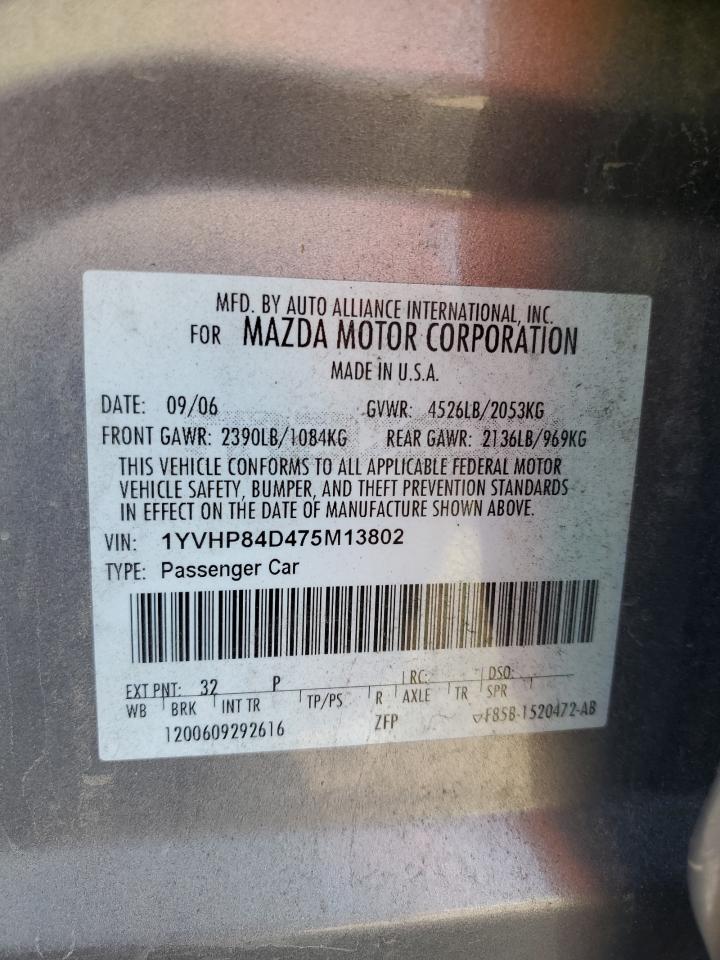 MFD. BY AUTO ALLIANCE INTERNATIONAL, INC.
FOR MAZDA MOTOR CORPORATION
MADE IN U.S.A.
DATE: 09/06 GVWR: 4526LB/2053KG
FRONT GAWR: 2390LB/1084KG REAR GAWR: 2136LB/969KG
THIS VEHICLE CONFORMS TO ALL APPLICABLE FEDERAL MOTOR
VEHICLE SAFETY, BUMPER, AND THEFT PREVENTION STANDARDS
IN EFFECT ON THE DATE OF MANUFACTURE SHOWN ABOVE.
VIN: 1YVHP84D475M13802
TYPE: Passenger Car
EXT PNT: 32 P RC: DSO:
WB BRK INT TR TP/PS R AXLE TR SPR
1200609292616 ZFP ▽F85B-1520472-AB